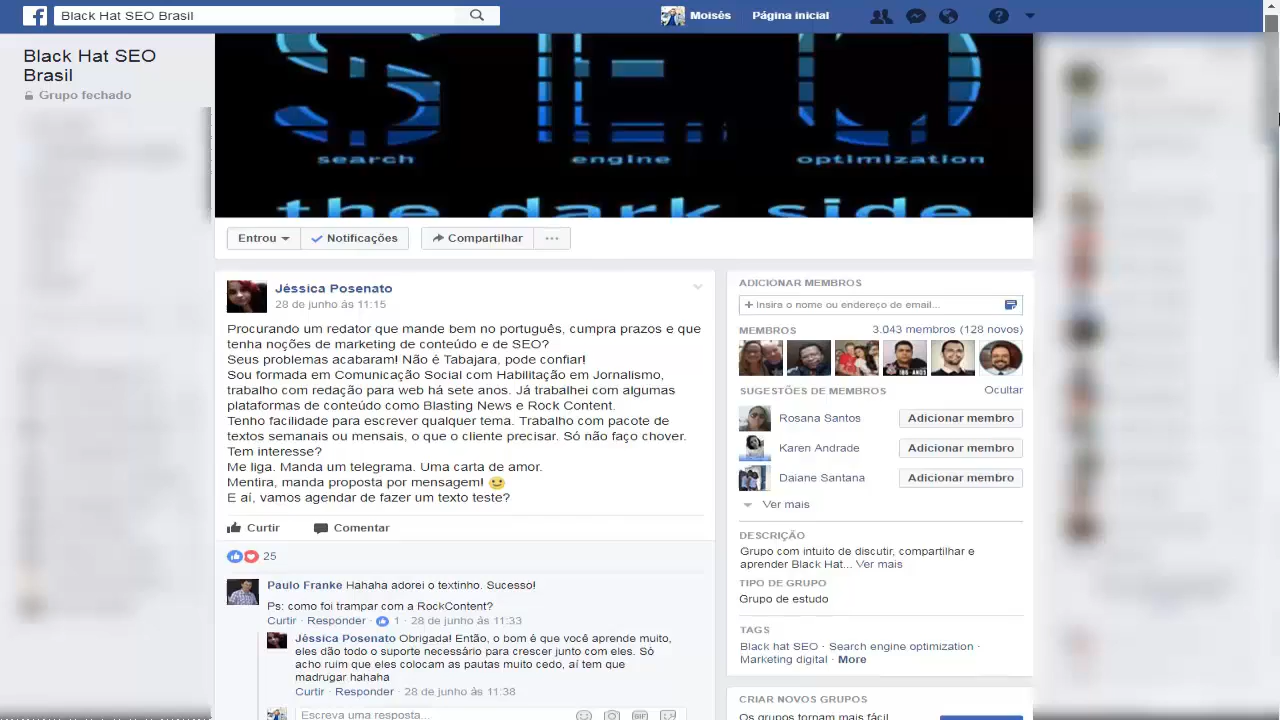 Black Hat SEO Brasil
Moisés
Página inicial
Black Hat SEO
Brasil
Grupo fechado
SEO
search engine optimization
the dark side
Entrou
Notificações
Compartilhar
Jéssica Posenato
28 de junho às 11:15
Procurando um redator que mande bem no português, cumpra prazos e que
tenha noções de marketing de conteúdo e de SEO?
Seus problemas acabaram! Não é Tabajara, pode confiar!
Sou formada em Comunicação Social com Habilitação em Jornalismo,
trabalho com redação para web há sete anos. Já trabalhei com algumas
plataformas de conteúdo como Blasting News e Rock Content.
Tenho facilidade para escrever qualquer tema. Trabalho com pacote de
textos semanais ou mensais, o que o cliente precisar. Só não faço chover.
Tem interesse?
Me liga. Manda um telegrama. Uma carta de amor.
Mentira, manda proposta por mensagem!
E aí, vamos agendar de fazer um texto teste?
Curtir Comentar
25
Paulo Franke Hahaha adorei o textinho. Sucesso!
Ps: como foi trampar com a RockContent?
Curtir · Responder · 1 · 28 de junho às 11:33
Jéssica Posenato Obrigada! Então, o bom é que você aprende muito,
eles dão todo o suporte necessário para crescer junto com eles. Só
acho ruim que eles colocam as pautas muito cedo, aí tem que
madrugar hahaha
Curtir · Responder · 28 de junho às 11:38
Escreva uma resposta...
ADICIONAR MEMBROS
+ Insira o nome ou endereço de email...
MEMBROS 3.043 membros (128 novos)
SUGESTÕES DE MEMBROS Ocultar
Rosana Santos Adicionar membro
Karen Andrade Adicionar membro
Daiane Santana Adicionar membro
Ver mais
DESCRIÇÃO
Grupo com intuito de discutir, compartilhar e
aprender Black Hat... Ver mais
TIPO DE GRUPO
Grupo de estudo
TAGS
Black hat SEO · Search engine optimization ·
Marketing digital · More
CRIAR NOVOS GRUPOS
Os grupos tornam mais fácil